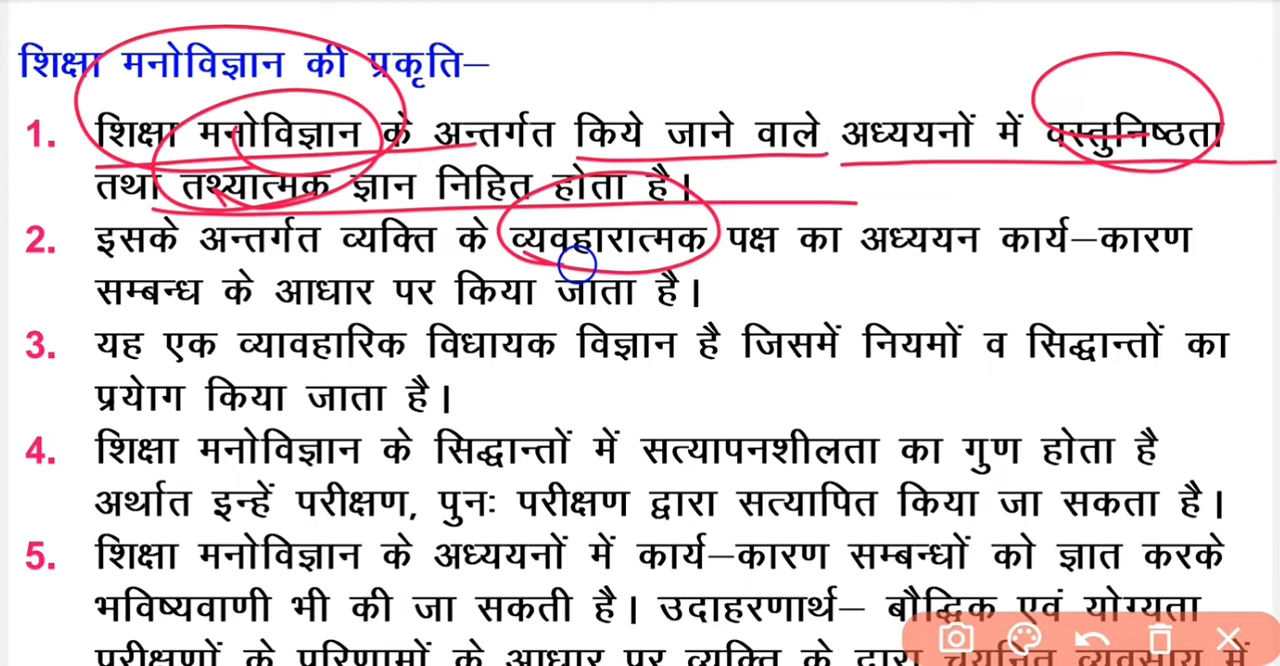 शिक्षा मनोविज्ञान की प्रकृति–
1. शिक्षा मनोविज्ञान के अन्तर्गत किये जाने वाले अध्ययनों में वस्तुनिष्ठता
तथा तथ्यात्मक ज्ञान निहित होता है।
2. इसके अन्तर्गत व्यक्ति के व्यवहारात्मक पक्ष का अध्ययन कार्य–कारण
सम्बन्ध के आधार पर किया जाता है।
3. यह एक व्यावहारिक विधायक विज्ञान है जिसमें नियमों व सिद्धान्तों का
प्रयोग किया जाता है।
4. शिक्षा मनोविज्ञान के सिद्धान्तों में सत्यापनशीलता का गुण होता है
अर्थात इन्हें परीक्षण, पुनः परीक्षण द्वारा सत्यापित किया जा सकता है।
5. शिक्षा मनोविज्ञान के अध्ययनों में कार्य–कारण सम्बन्धों को ज्ञात करके
भविष्यवाणी भी की जा सकती है। उदाहरणार्थ– बौद्धिक एवं योग्यता
परीक्षणों के परिणामों के आधार पर व्यक्ति के द्वारा चयनित व्यवसाय में